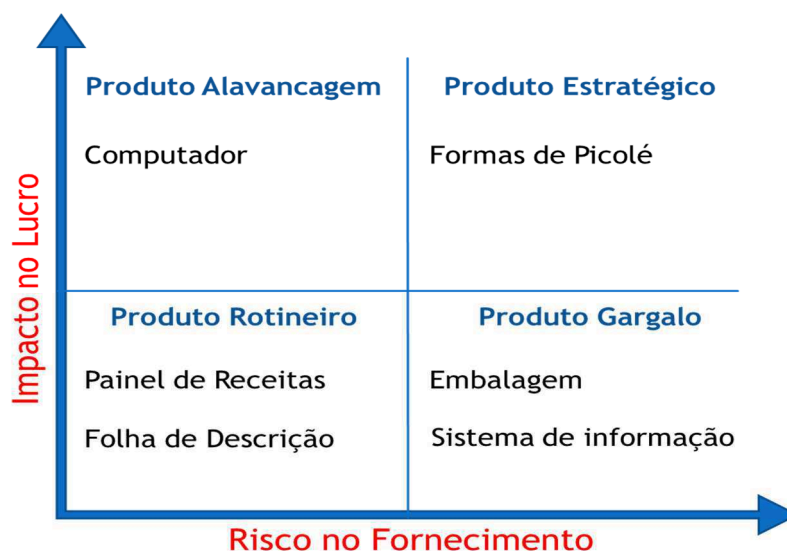 Impacto no Lucro
Produto Alavancagem
Computador
Produto Estratégico
Formas de Picolé
Produto Rotineiro
Painel de Receitas
Folha de Descrição
Produto Gargalo
Embalagem
Sistema de informação
Risco no Fornecimento